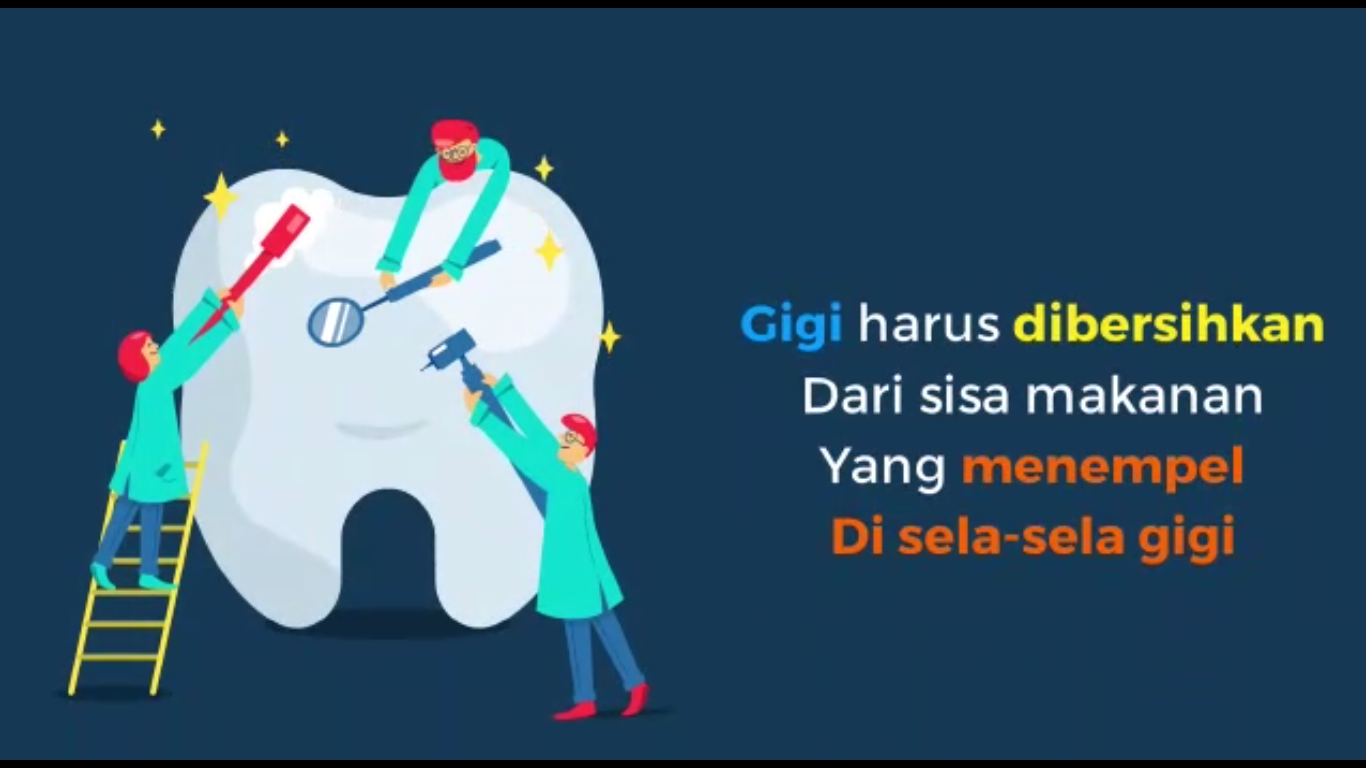 Gigi harus dibersihkan
Dari sisa makanan
Yang menempel
Di sela-sela gigi